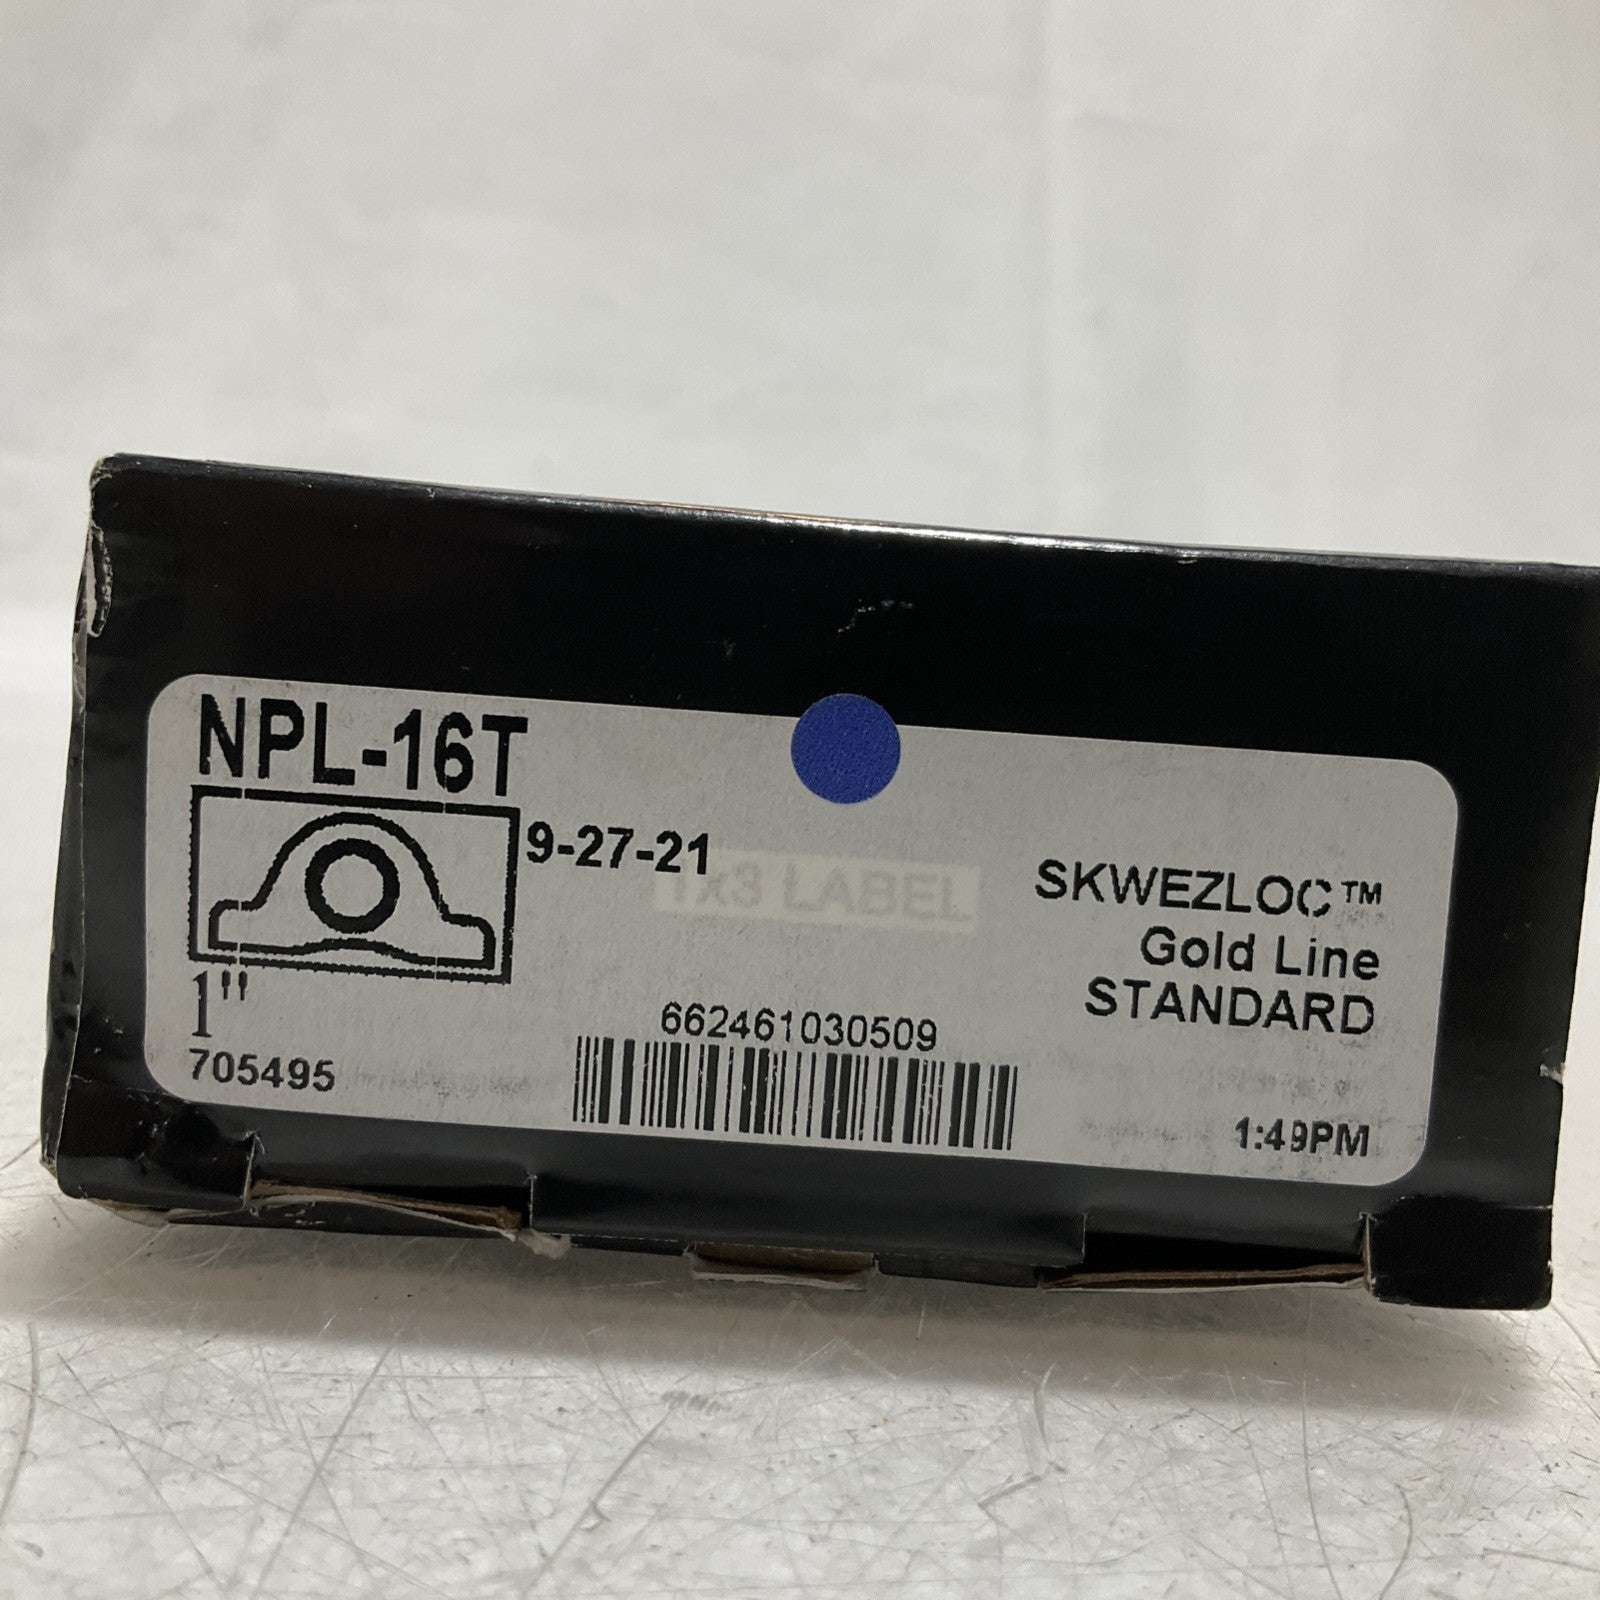 NPL-16T
9-27-21
1x3 LABEL
SKWEZLOC™
Gold Line
STANDARD
1"
705495
662461030509
1:49PM